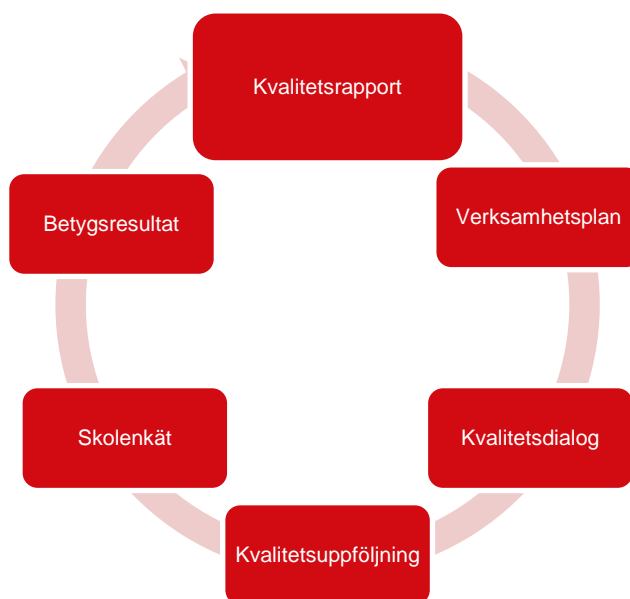 Kvalitetsrapport
Verksamhetsplan
Kvalitetsdialog
Kvalitetsuppföljning
Skolenkät
Betygsresultat